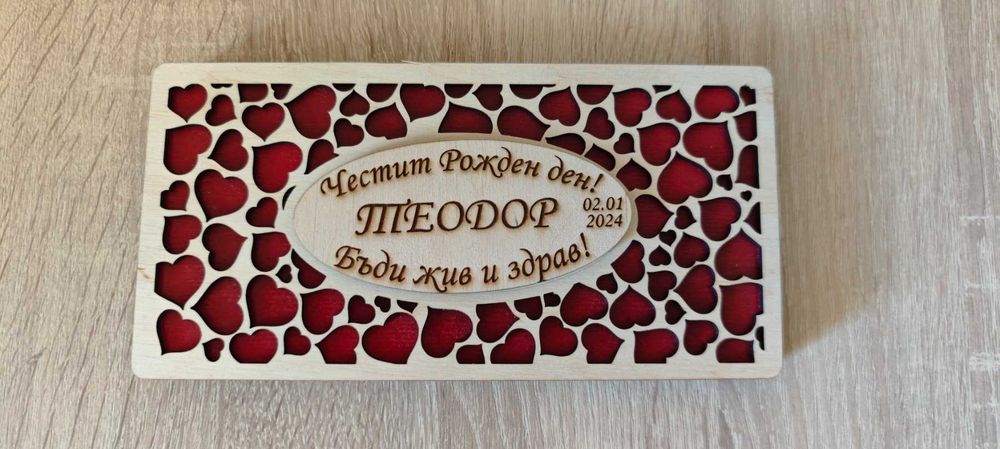 Честит Рожден ден!
ТЕОДОР
02.01
2024
Бъди жив и здрав!